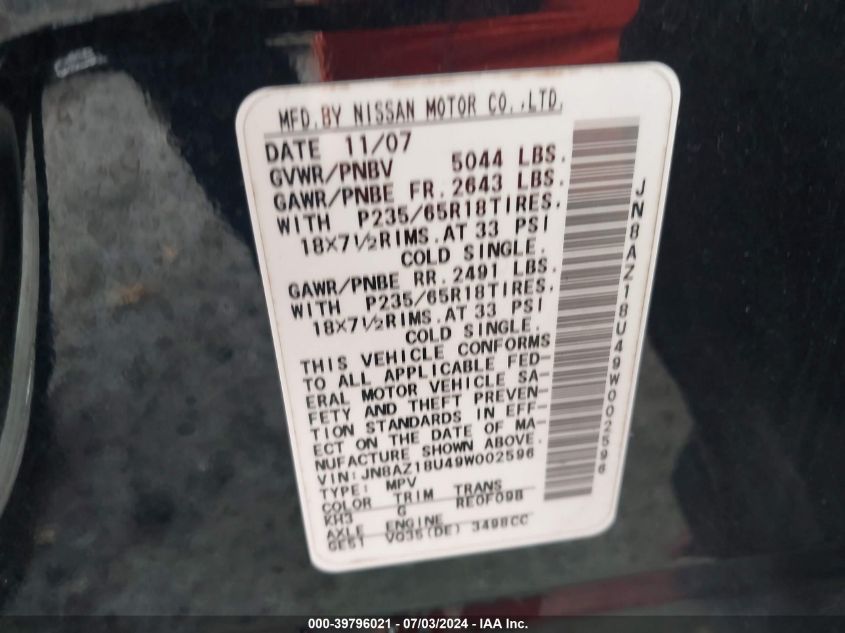 MFD.BY NISSAN MOTOR CO.,LTD.
DATE 11/07
GVWR/PNBV 5044 LBS.
GAWR/PNBE FR. 2643 LBS.
WITH P235/65R18TIRES.
18X7½RIMS.AT 33 PSI
COLD SINGLE.
GAWR/PNBE RR. 2491 LBS.
WITH P235/65R18TIRES.
18X7½RIMS.AT 33 PSI
COLD SINGLE.
THIS VEHICLE CONFORMS
TO ALL APPLICABLE FED-
ERAL MOTOR VEHICLE SA-
FETY AND THEFT PREVEN-
TION STANDARDS IN EFF-
ECT ON THE DATE OF MA-
NUFACTURE SHOWN ABOVE.
VIN:JN8AZ18U49W002596
TYPE: MPV
COLOR TRIM TRANS
KH3 G RE0F09B
AXLE ENGINE
GE51 VQ35(DE) 3498CC
JN8AZ18U49W002596
000-39796021 - 07/03/2024 - IAA Inc.